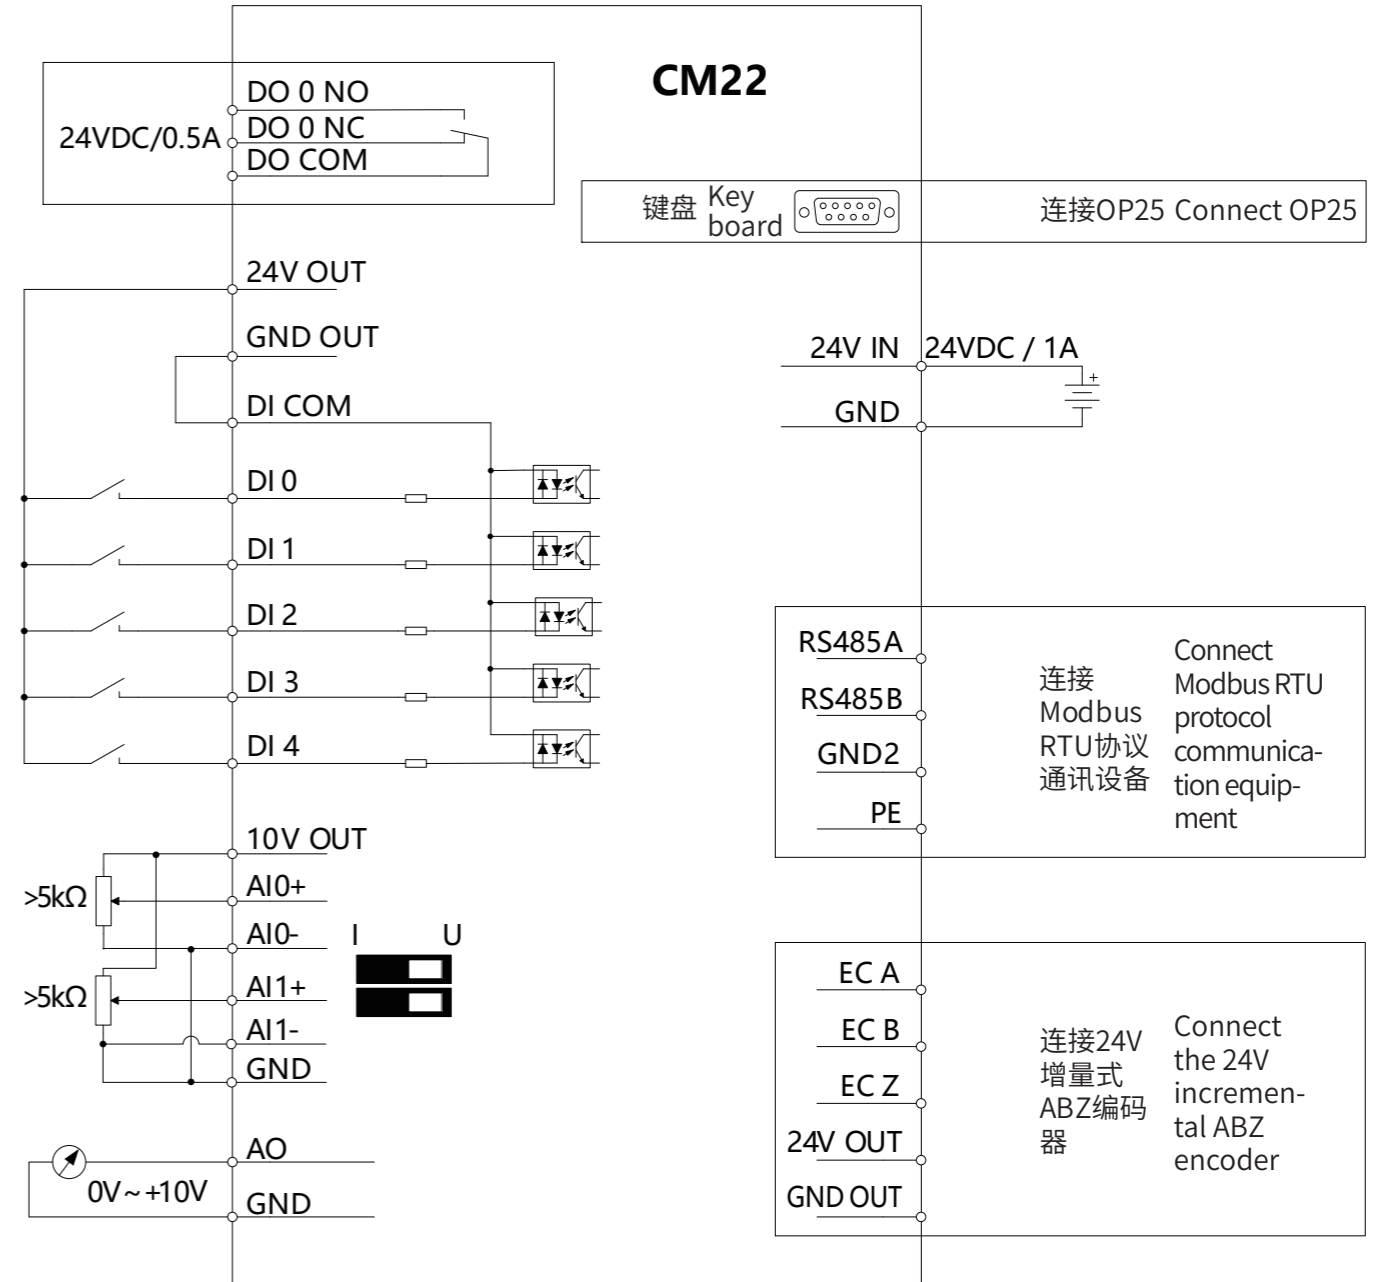 CM22
DO 0 NO
24VDC/0.5A
DO 0 NC
DO COM
键盘
Key
board
连接OP25 Connect OP25
24V OUT
GND OUT
DI COM
DI 0
DI 1
DI 2
DI 3
DI 4
24V IN
24VDC / 1A
+
GND
RS485A
RS485B
GND2
PE
连接
Modbus
RTU协议
通讯设备
Connect
Modbus RTU
protocol
communica-
tion equip-
ment
10V OUT
>5kΩ
AI0+
AI0-
>5kΩ
AI1+
AI1-
GND
I U
AO
0V~+10V
GND
EC A
EC B
EC Z
24V OUT
GND OUT
连接24V
增量式
ABZ编码
器
Connect
the 24V
incremen-
tal ABZ
encoder